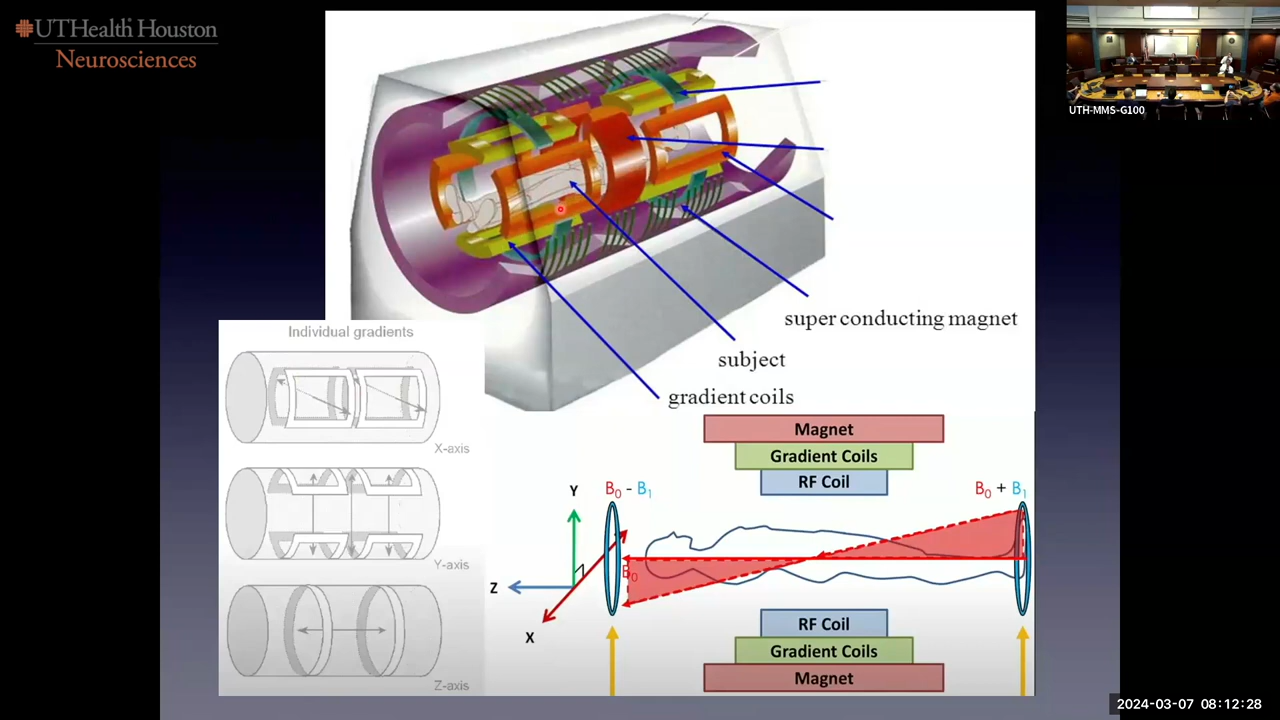 UTHealth Houston
Neurosciences
UTH-MMS-G100
super conducting magnet
subject
gradient coils
Individual gradients
X-axis
Y-axis
Z-axis
Magnet
Gradient Coils
RF Coil
B0 - B1
B0 + B1
Y
Z
X
B0
RF Coil
Gradient Coils
Magnet
2024-03-07 08:12:28